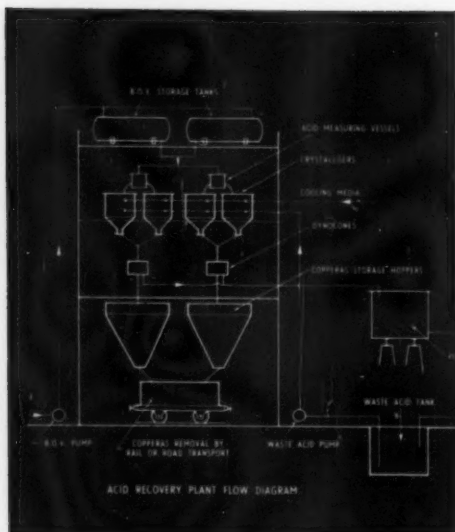 B.O.V. STORAGE TANKS
ACID MEASURING VESSELS
CRYSTALLISERS
COOLING MEDIA
GYROCONES
COPPERAS STORAGE HOPPERS
WASTE ACID TANK
B.O.V. PUMP
COPPERAS REMOVAL BY
RAIL OR ROAD TRANSPORT
WASTE ACID PUMP
ACID RECOVERY PLANT FLOW DIAGRAM